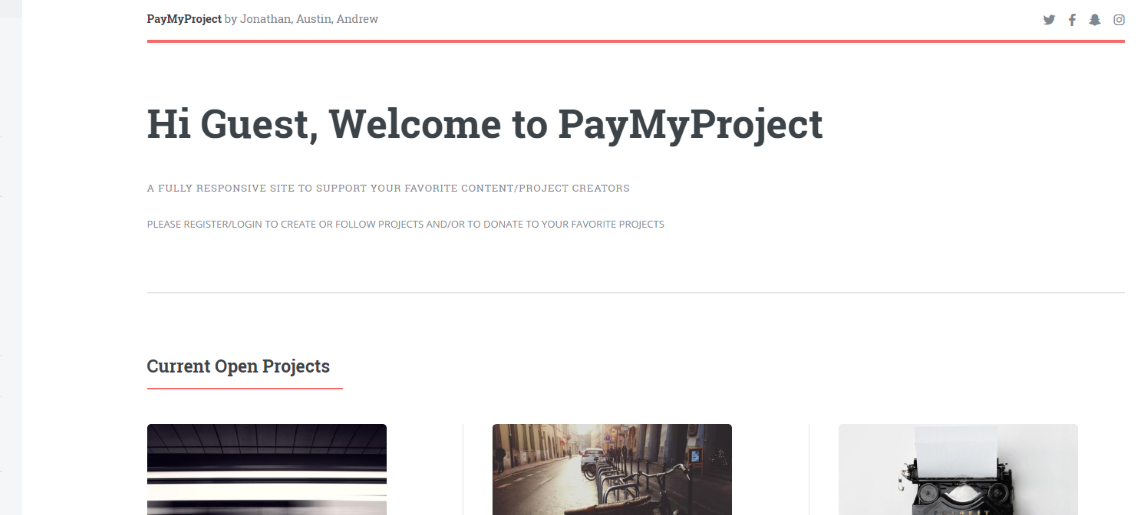 PayMyProject by Jonathan, Austin, Andrew
Hi Guest, Welcome to PayMyProject
A FULLY RESPONSIVE SITE TO SUPPORT YOUR FAVORITE CONTENT/PROJECT CREATORS
PLEASE REGISTER/LOGIN TO CREATE OR FOLLOW PROJECTS AND/OR TO DONATE TO YOUR FAVORITE PROJECTS
Current Open Projects